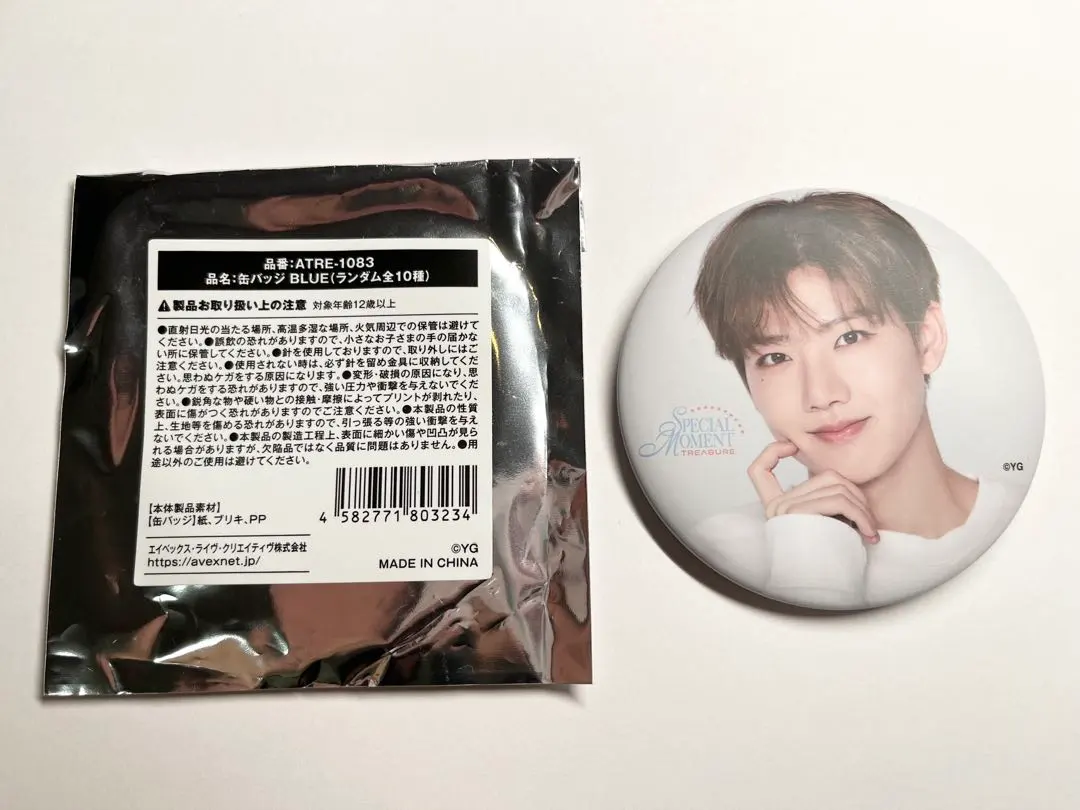 品番:ATRE-1083
品名:缶バッジ BLUE(ランダム全10種)
製品お取り扱い上の注意 対象年齢12歳以上
●直射日光の当たる場所、高温多湿な場所、火気周辺での保管は避けて
ください。●誤飲の恐れがありますので、小さなお子さまの手の届かな
い所に保管してください。●針を使用しておりますので、取り外しにはご
注意ください。●使用されない時は、必ず針を留め金具に収納してくだ
さい。思わぬケガをする原因になります。●変形・破損の原因になり、思
わぬケガをする恐れがありますので、強い圧力や衝撃を与えないでくだ
さい。●鋭角な物や硬い物との接触・摩擦によってプリントが剥れたり、
表面に傷がつく恐れがありますのでご注意ください。●本製品の性質
上、生地等を傷める恐れがありますので、引っ張る等の強い衝撃を与え
ないでください。●本製品の製造工程上、表面に細かい傷や凹凸が見ら
れる場合がありますが、欠陥品ではなく品質に問題はありません。●用
途以外のご使用は避けてください。
【本体製品素材】
【缶バッジ】紙、ブリキ、PP
4 582771 803234
エイベックス・ライヴ・クリエイティヴ株式会社
https://avexnet.jp/
©YG
MADE IN CHINA
SPECIAL
MOMENT
TREASURE
©YG